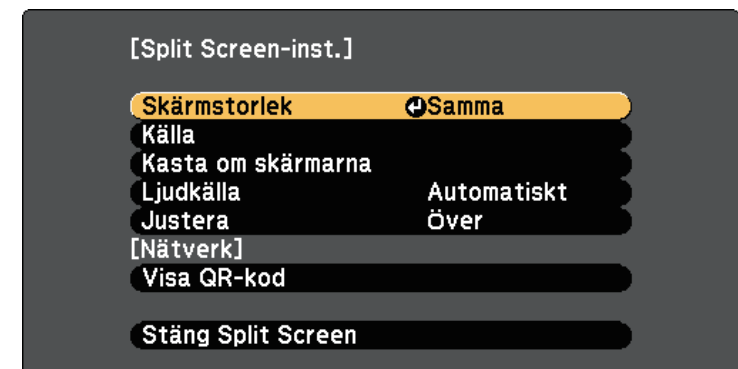 [Split Screen-inst.]
Skärmstorlek Samma
Källa
Kasta om skärmarna
Ljudkälla Automatiskt
Justera Över
[Nätverk]
Visa QR-kod
Stäng Split Screen